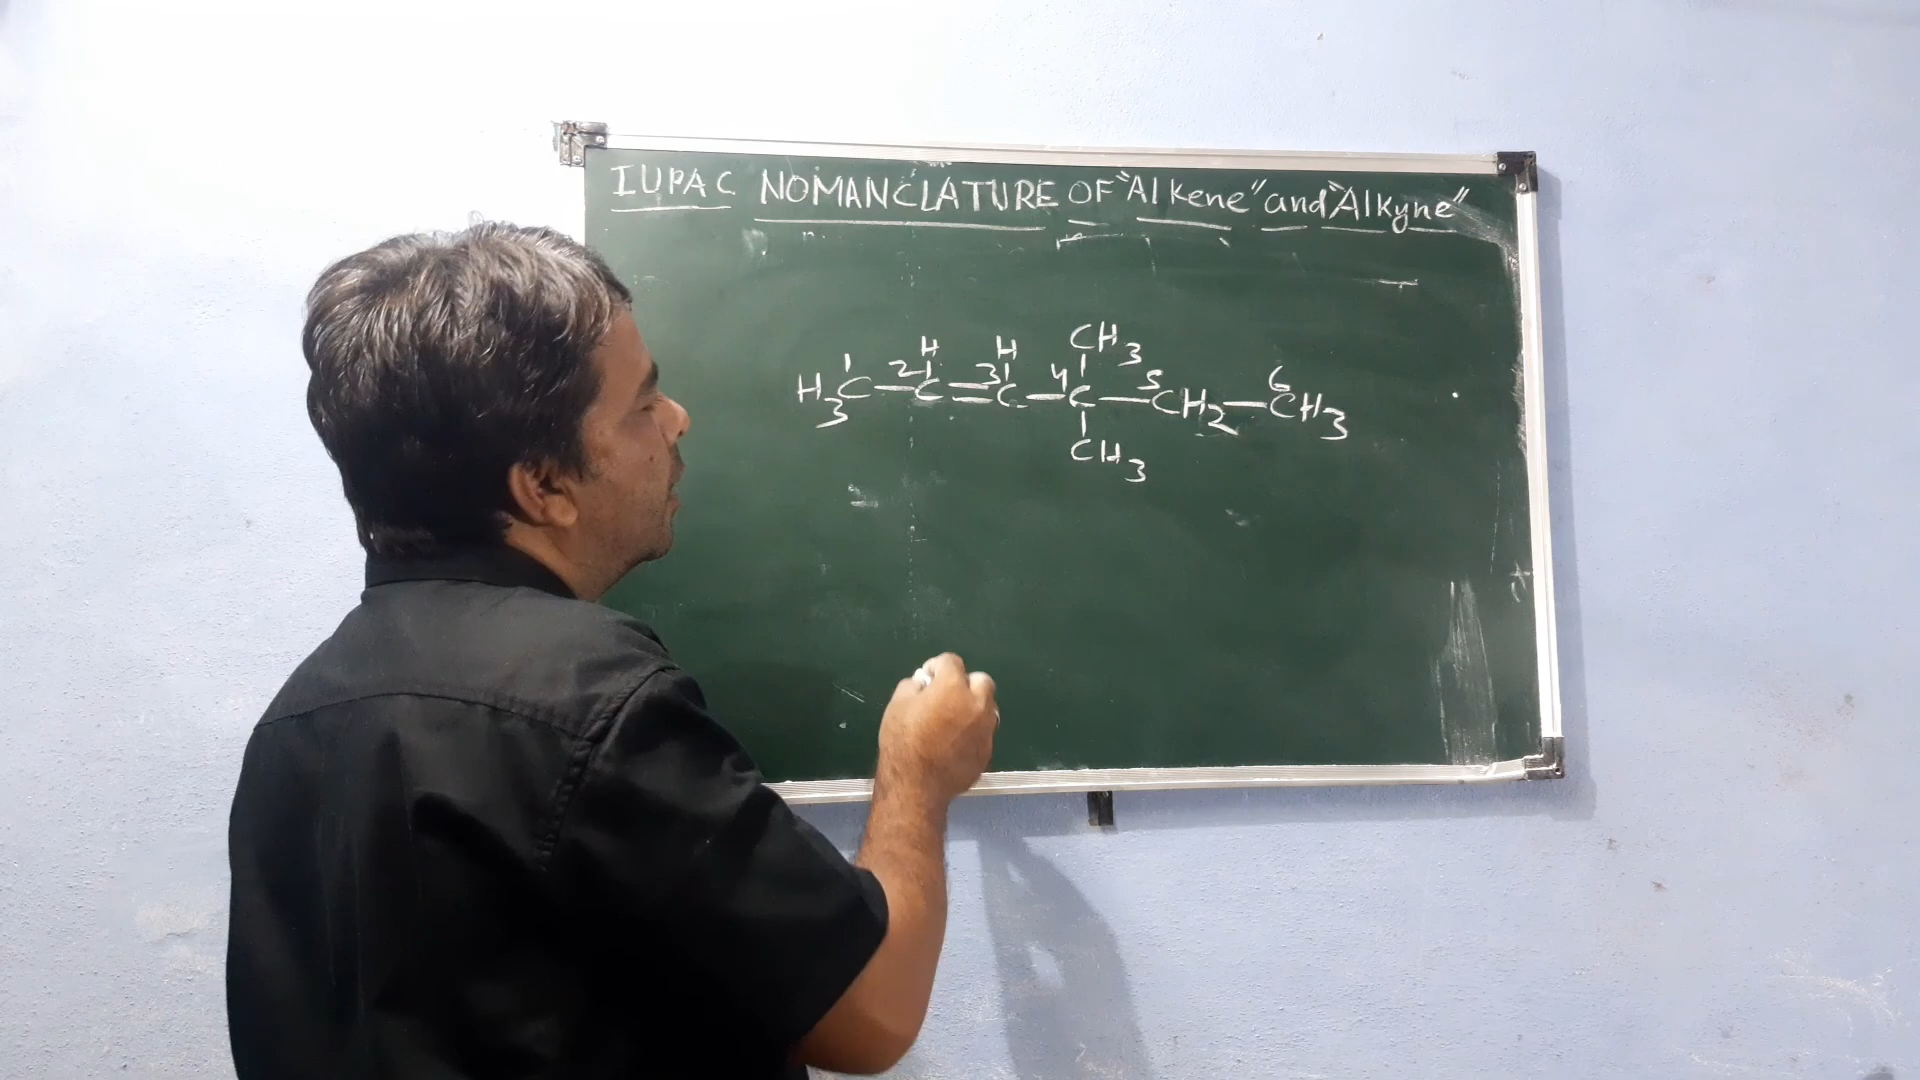 IUPAC NOMANCLATURE OF "Alkene" and "Alkyne"
CH3
H H
1 2 3 4 5 6
H3C-C=C-C-CH2-CH3
CH3